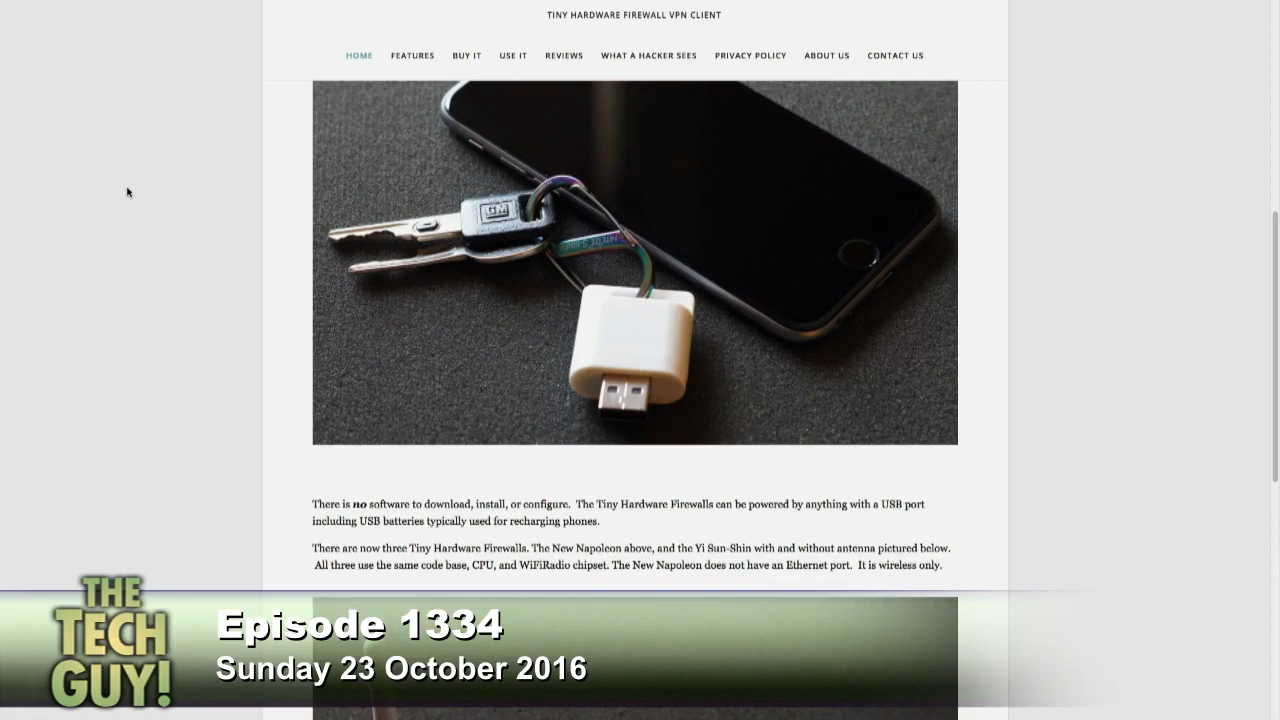 TINY HARDWARE FIREWALL VPN CLIENT
HOME FEATURES BUY IT USE IT REVIEWS WHAT A HACKER SEES PRIVACY POLICY ABOUT US CONTACT US
GM
There is no software to download, install, or configure. The Tiny Hardware Firewalls can be powered by anything with a USB port
including USB batteries typically used for recharging phones.
There are now three Tiny Hardware Firewalls. The New Napoleon above, and the Yi Sun-Shin with and without antenna pictured below.
All three use the same code base, CPU, and WiFiRadio chipset. The New Napoleon does not have an Ethernet port. It is wireless only.
THE
TECH
GUY!
Episode 1334
Sunday 23 October 2016